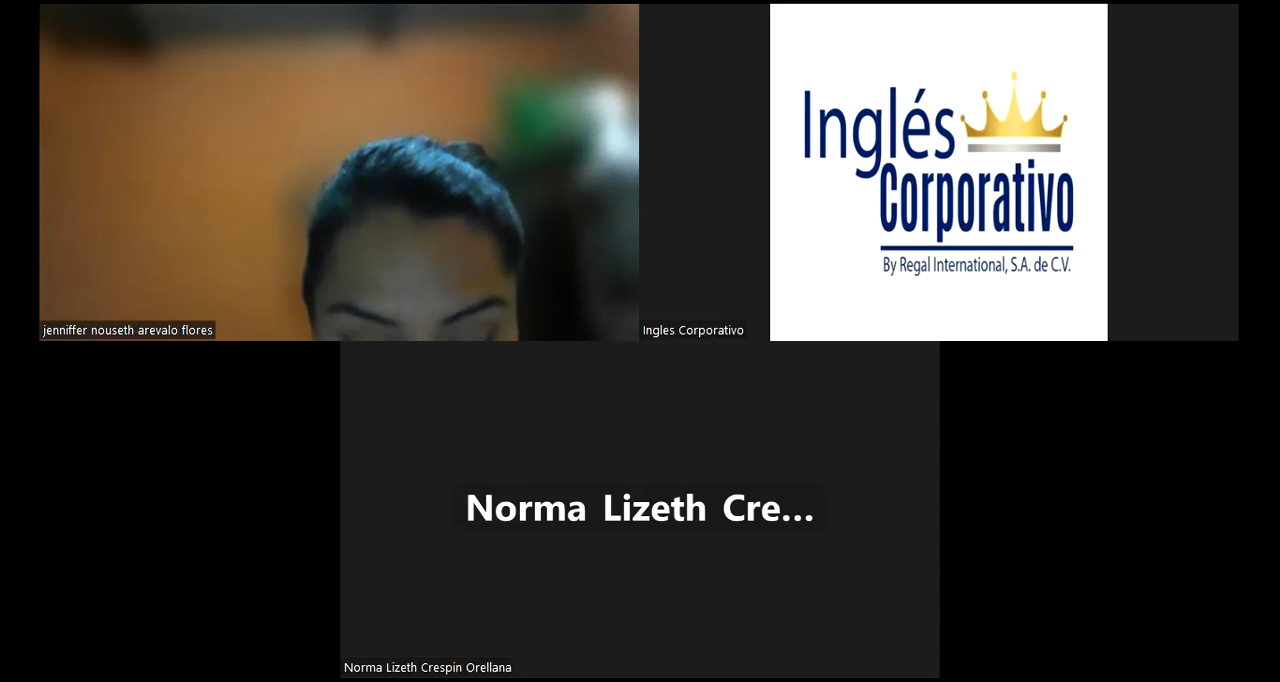 jenniffer nouseth arevalo flores
Inglés
Corporativo
By Regal International, S.A. de C.V.
Ingles Corporativo
Norma Lizeth Cre...
Norma Lizeth Crespin Orellana